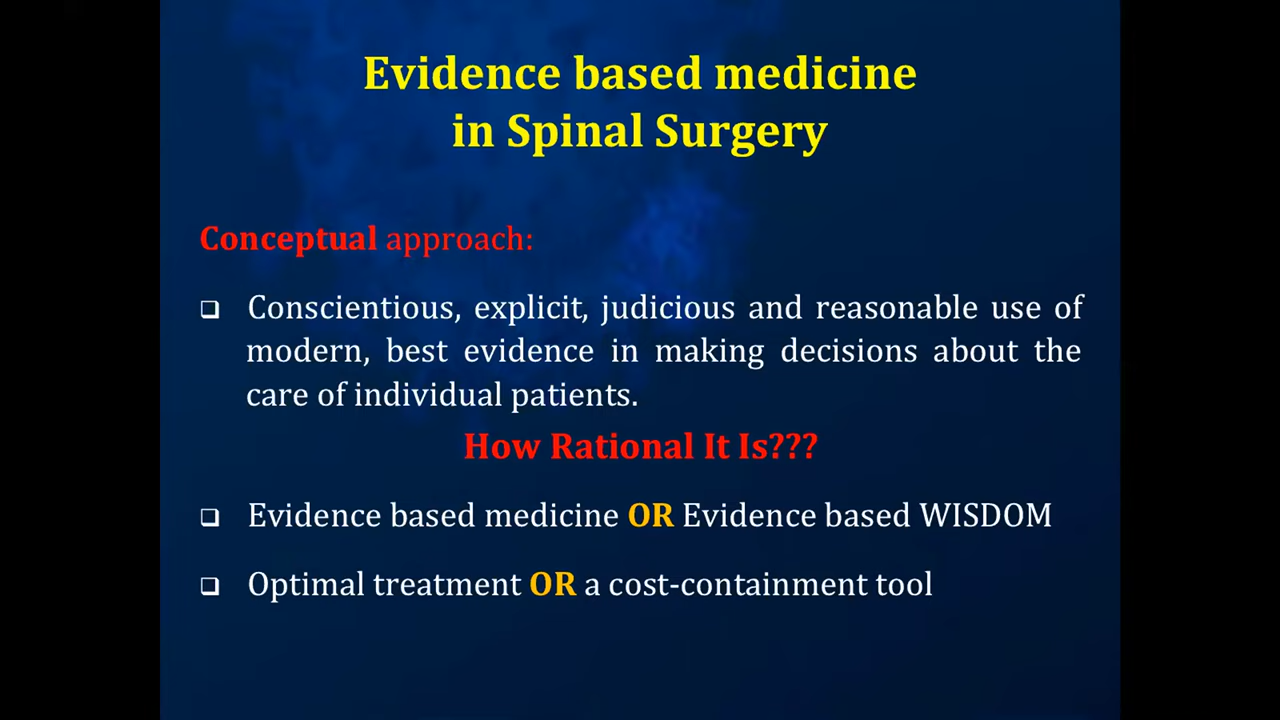 Evidence based medicine
in Spinal Surgery
Conceptual approach:
Conscientious, explicit, judicious and reasonable use of
modern, best evidence in making decisions about the
care of individual patients.
How Rational It Is???
Evidence based medicine OR Evidence based WISDOM
Optimal treatment OR a cost-containment tool